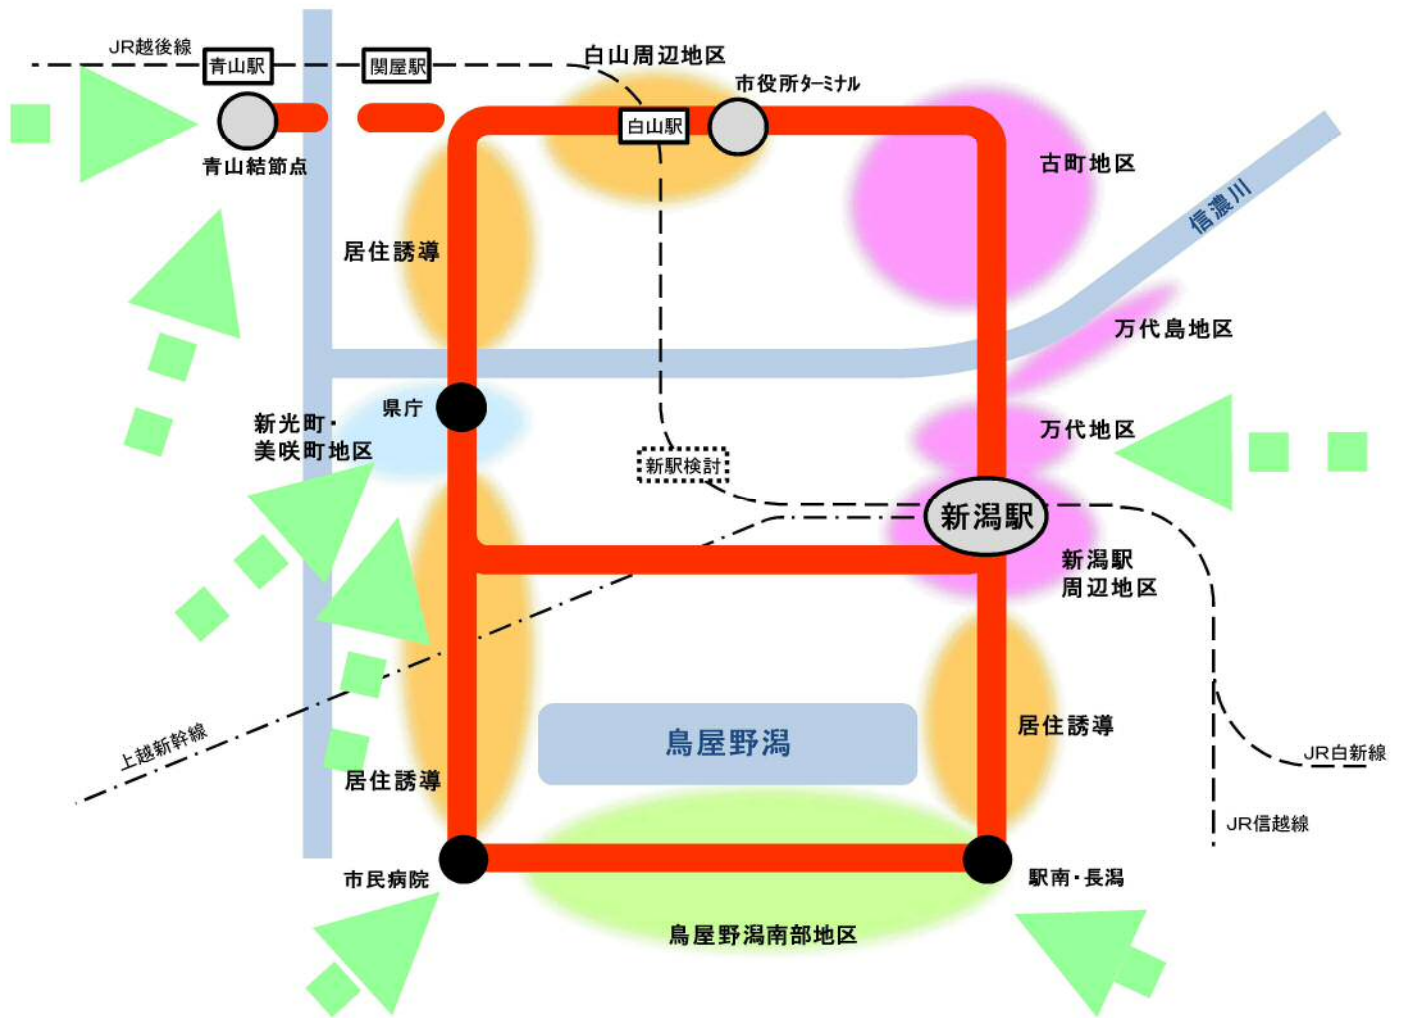 JR越後線
青山駅
関屋駅
白山周辺地区
市役所ターミナル
白山駅
青山結節点
古町地区
信濃川
居住誘導
万代島地区
県庁
新光町・
美咲町地区
万代地区
新駅検討
新潟駅
新潟駅
周辺地区
上越新幹線
鳥屋野潟
居住誘導
居住誘導
JR白新線
JR信越線
市民病院
駅南・長潟
鳥屋野潟南部地区